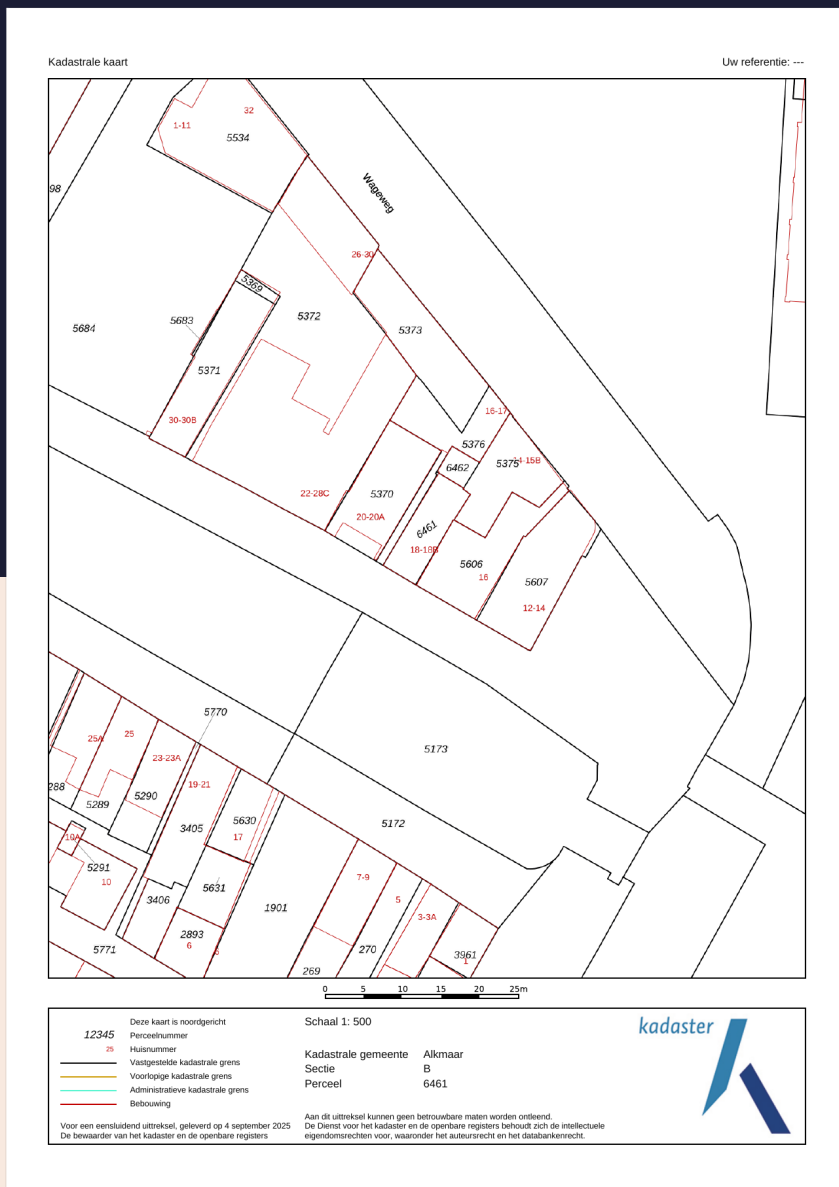 Kadastrale kaart
Uw referentie: ---
32
1-11
5534
98
Wageweg
26-30
5369
5683
5372
5684
5373
5371
16-17
30-30B
5376
5375
14-15B
6462
22-28C
5370
20-20A
6461
18-18B
5606
16
5607
12-14
5770
25A
25
23-23A
5173
19-21
288
5289
5290
3405
5630
17
5172
10A
5291
10
5631
7-9
3406
1901
5
3-3A
2893
6
5771
270
3961
1
269
0 5 10 15 20 25m
Deze kaart is noordgericht
12345 Perceelnummer
25 Huisnummer
Vastgestelde kadastrale grens
Voorlopige kadastrale grens
Administratieve kadastrale grens
Bebouwing
Voor een eensluidend uittreksel, geleverd op 4 september 2025
De bewaarder van het kadaster en de openbare registers
Schaal 1: 500
Kadastrale gemeente Alkmaar
Sectie B
Perceel 6461
Aan dit uittreksel kunnen geen betrouwbare maten worden ontleend.
De Dienst voor het kadaster en de openbare registers behoudt zich de intellectuele
eigendomsrechten voor, waaronder het auteursrecht en het databankenrecht.
kadaster